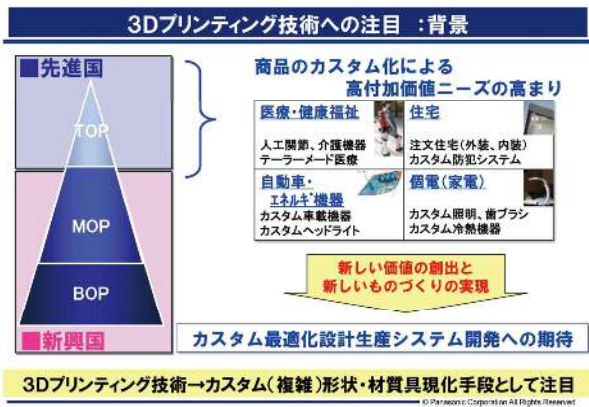 3Dプリンティング技術への注目 ：背景
■先進国
TOP
MOP
BOP
■新興国
商品のカスタム化による
高付加価値ニーズの高まり
医療・健康福祉
人工関節、介護機器
テーラーメード医療
住宅
注文住宅(外装、内装)
カスタム防犯システム
自動車・
エネルギ機器
カスタム車載機器
カスタムヘッドライト
個電(家電)
カスタム照明、歯ブラシ
カスタム冷熱機器
新しい価値の創出と
新しいものづくりの実現
カスタム最適化設計生産システム開発への期待
3Dプリンティング技術→カスタム(複雑)形状・材質具現化手段として注目
© Panasonic Corporation All Rights Reserved